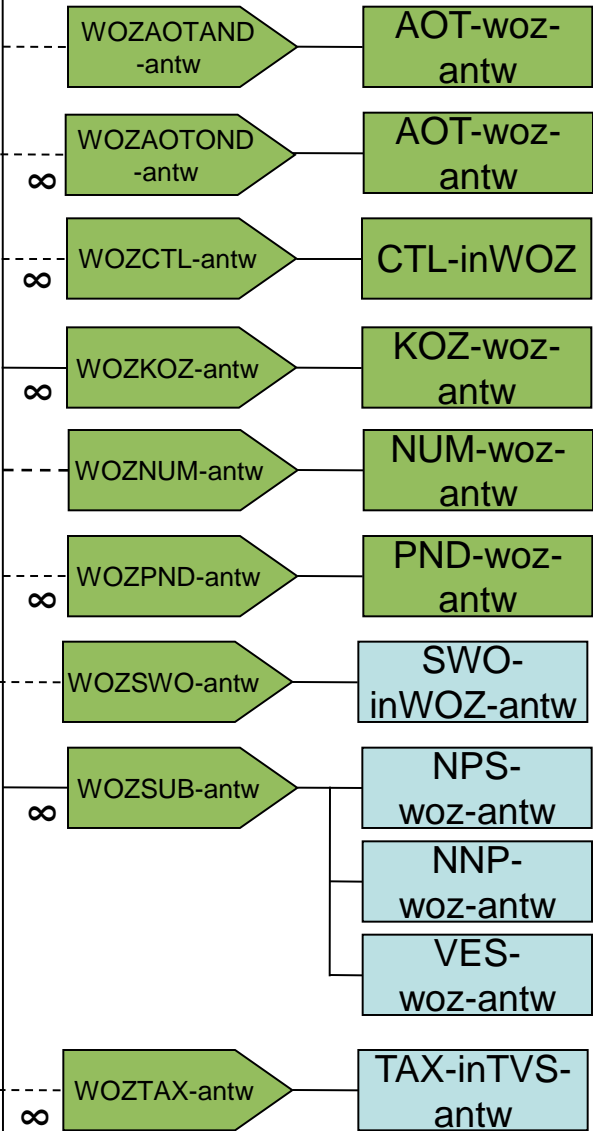 WOZAOTAND
-antw
AOT-woz-
antw
WOZAOTOND
-antw
AOT-woz-
antw
∞
WOZCTL-antw
CTL-inWOZ
∞
WOZKOZ-antw
KOZ-woz-
antw
∞
WOZNUM-antw
NUM-woz-
antw
WOZPND-antw
PND-woz-
antw
∞
WOZSWO-antw
SWO-
inWOZ-antw
WOZSUB-antw
NPS-
woz-antw
∞
NNP-
woz-antw
VES-
woz-antw
WOZTAX-antw
TAX-inTVS-
antw
∞